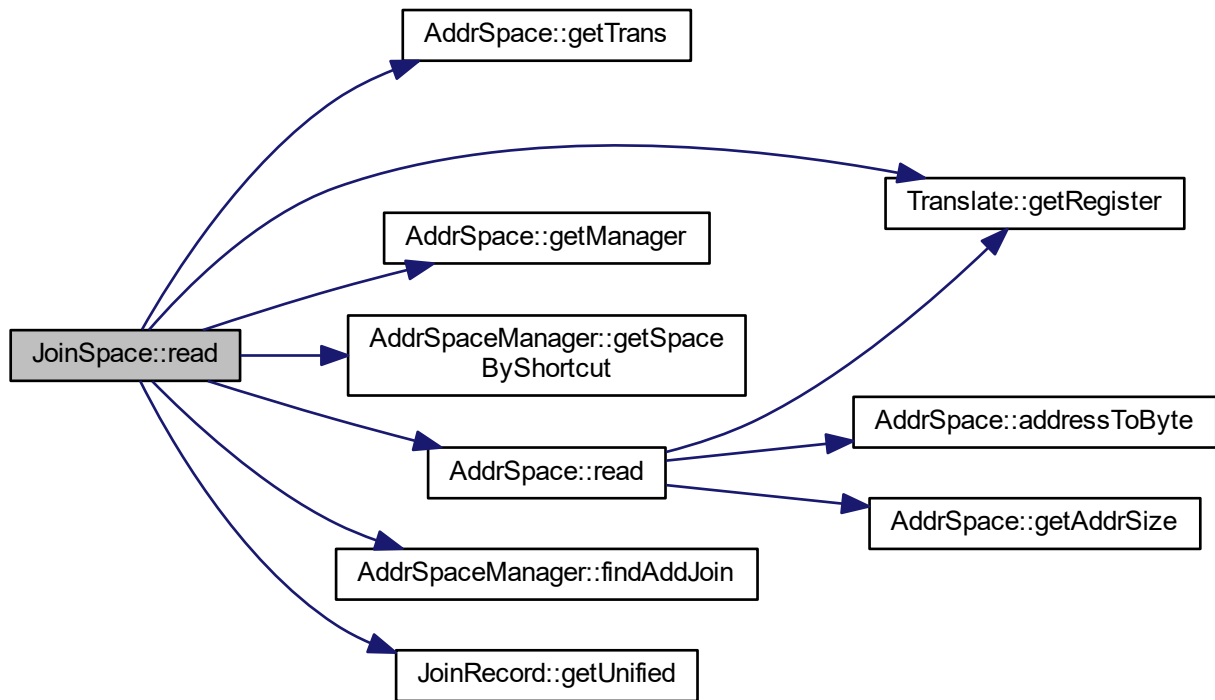 AddrSpace::getTrans
Translate::getRegister
AddrSpace::getManager
JoinSpace::read
AddrSpaceManager::getSpace
ByShortcut
AddrSpace::addressToByte
AddrSpace::read
AddrSpace::getAddrSize
AddrSpaceManager::findAddJoin
JoinRecord::getUnified